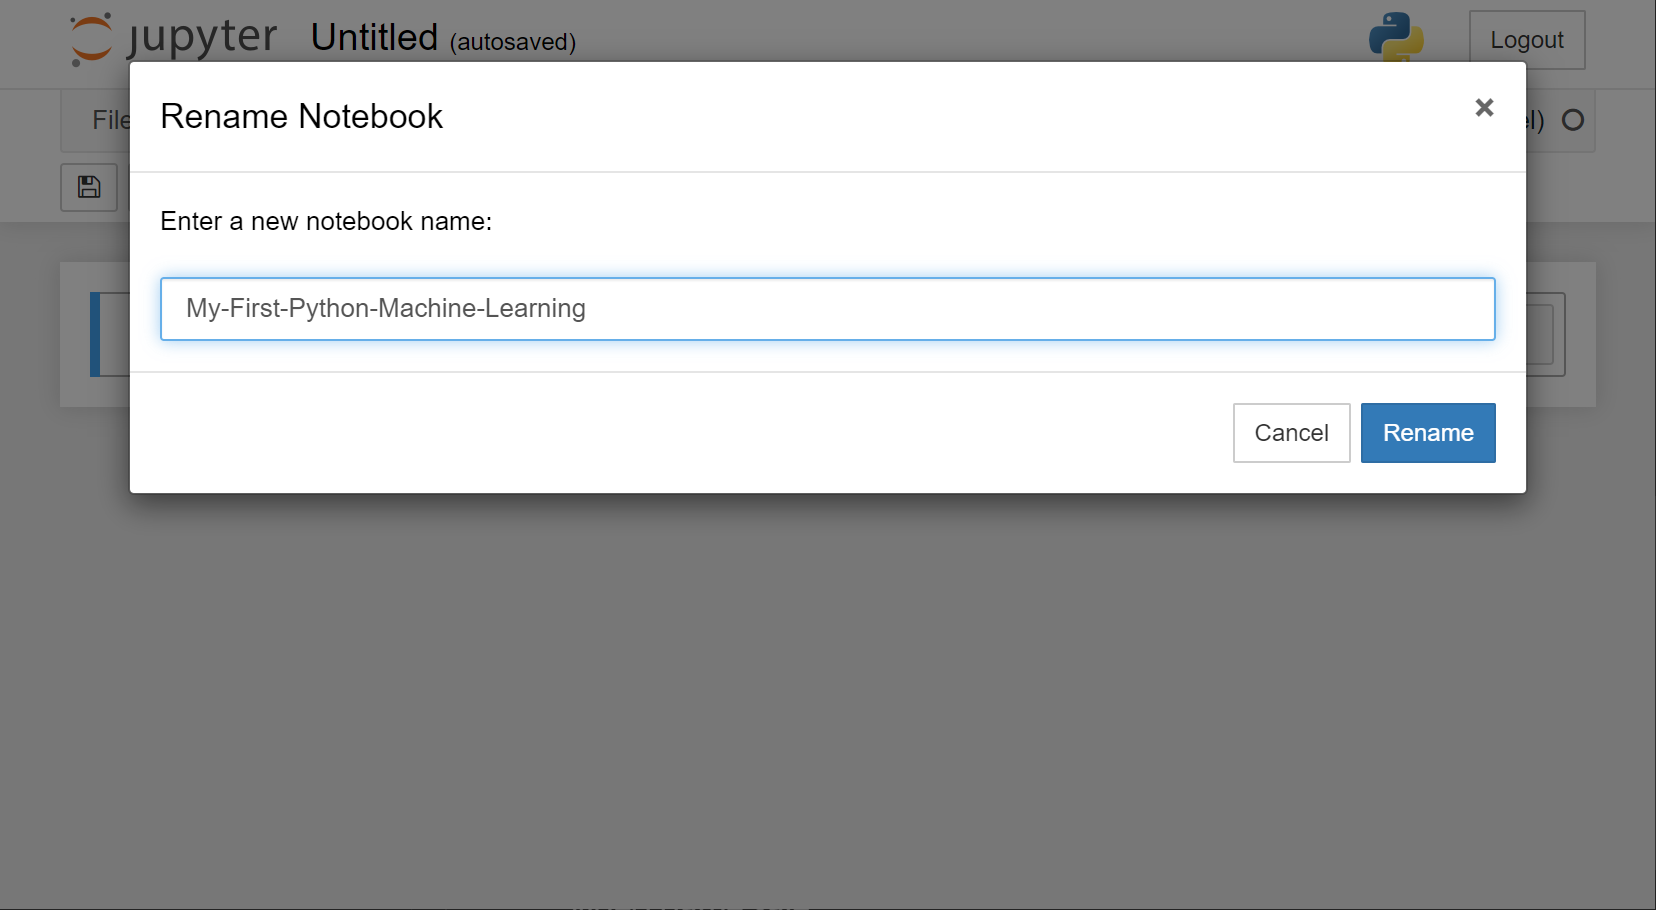 jupyter Untitled (autosaved)
Logout
File
Rename Notebook
×
Enter a new notebook name:
My-First-Python-Machine-Learning
Cancel
Rename